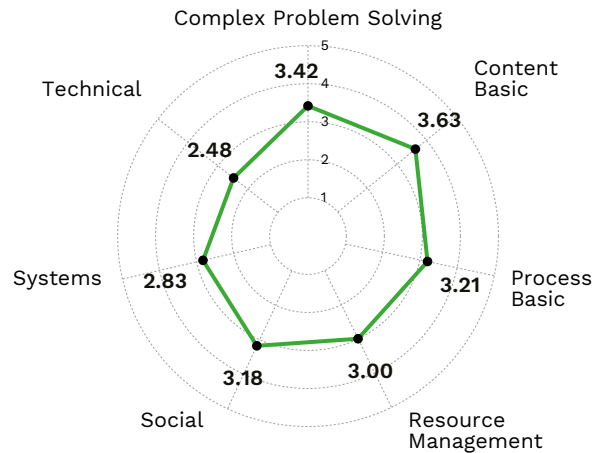 Complex Problem Solving
5
3.42
4
Content
Basic
Technical
3
3.63
2.48
2
1
Systems
2.83
3.21
Process
Basic
3.18
3.00
Social
Resource
Management